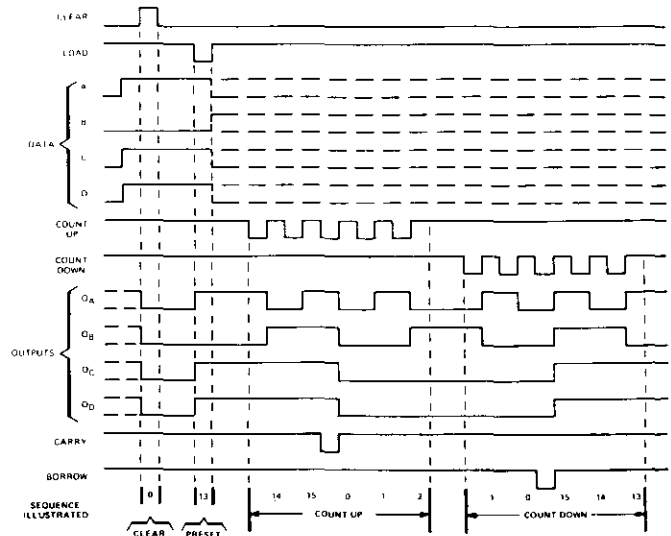 CLEAR
LOAD
DATA
A
B
C
D
COUNT UP
COUNT DOWN
OUTPUTS
QA
QB
QC
QD
CARRY
BORROW
SEQUENCE ILLUSTRATED
0 13 14 15 0 1 2 1 0 15 14 13
CLEAR PRESET COUNT UP COUNT DOWN